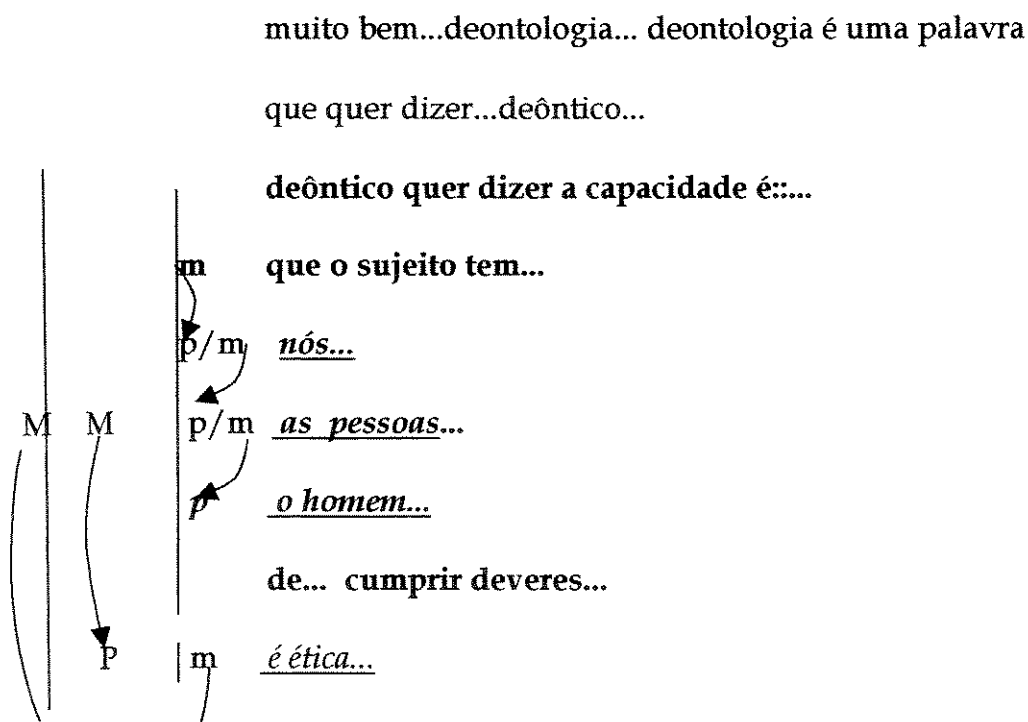 muito bem...deontologia... deontologia é uma palavra
que quer dizer...deôntico...
deôntico quer dizer a capacidade é::...
m que o sujeito tem...
p/m nós...
M M p/m as pessoas...
p o homem...
de... cumprir deveres...
P m é ética...